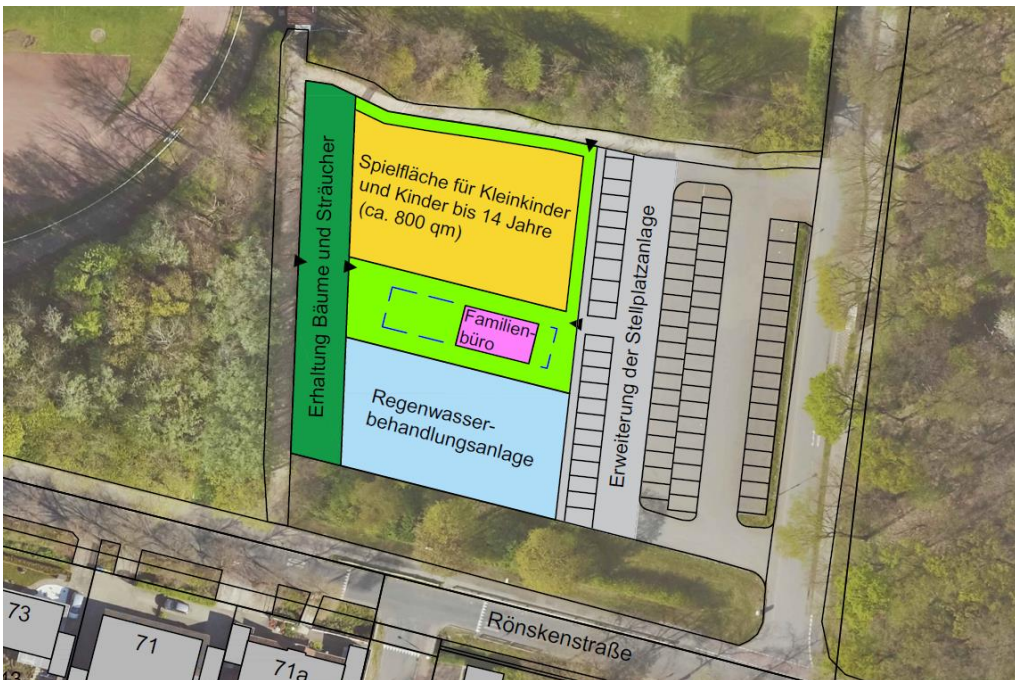 Erhaltung Bäume und Sträucher
Spielfläche für Kleinkinder
und Kinder bis 14 Jahre
(ca. 800 qm)
Familien-
büro
Regenwasser-
behandlungsanlage
Erweiterung der Stellplatzanlage
Rönskenstraße
73
71
71a